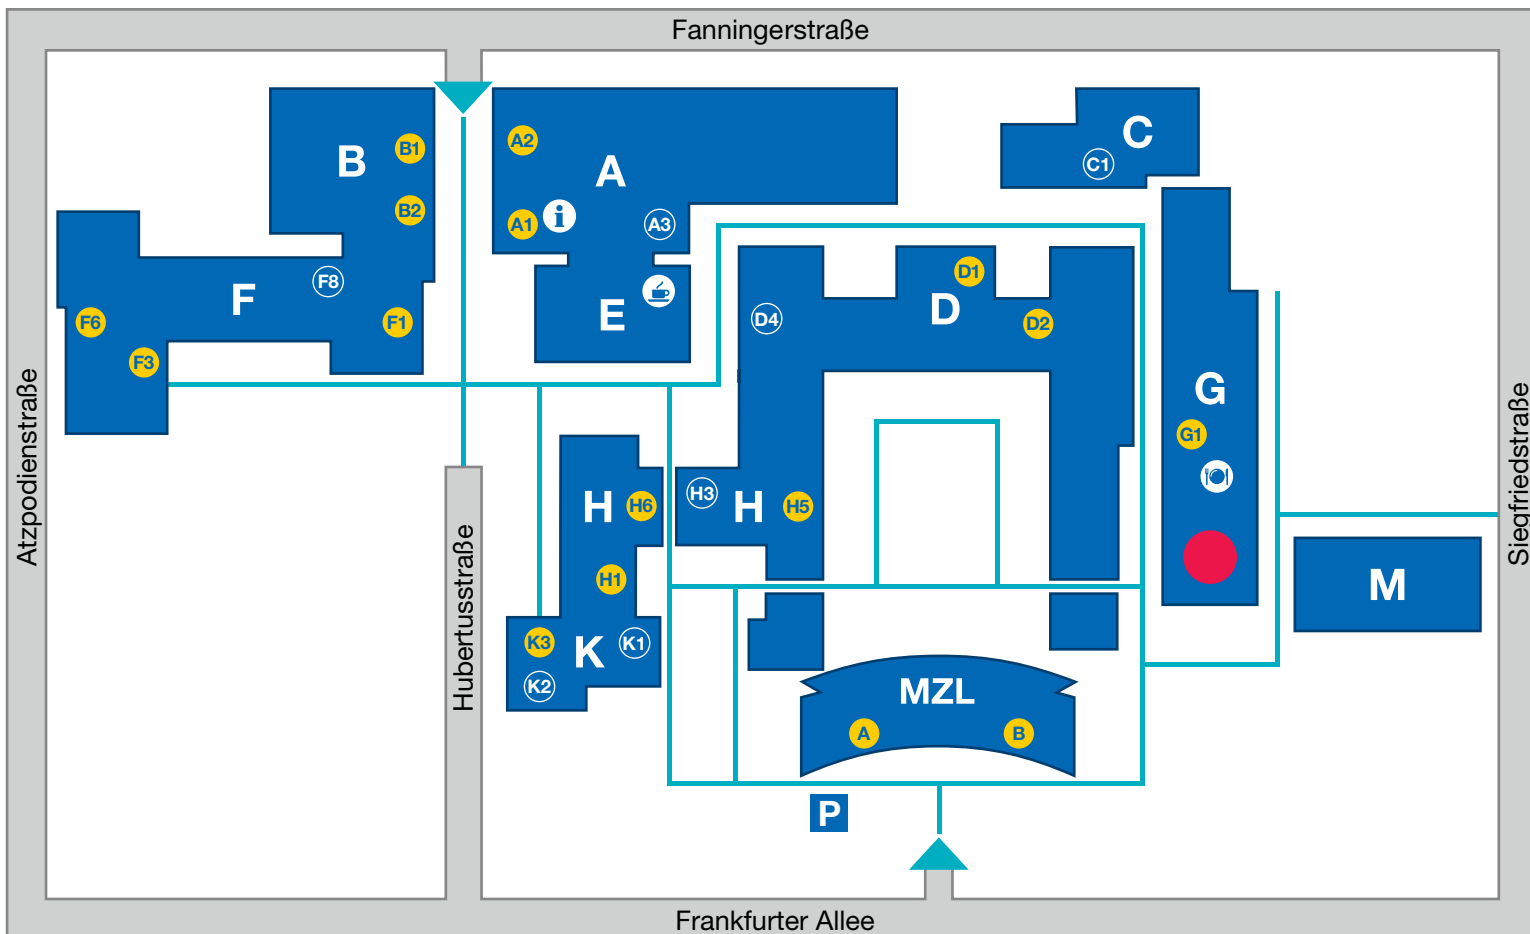 Fanningerstraße
B
B1
B2
A2
A
A1
i
A3
C
C1
F8
F
F6
F1
F3
E
D1
D
D4
D2
G
G1
Atzpodienstraße
Siegfriedstraße
Hubertusstraße
H
H6
H3
H
H5
H1
M
K3
K
K1
K2
MZL
A
B
P
Frankfurter Allee